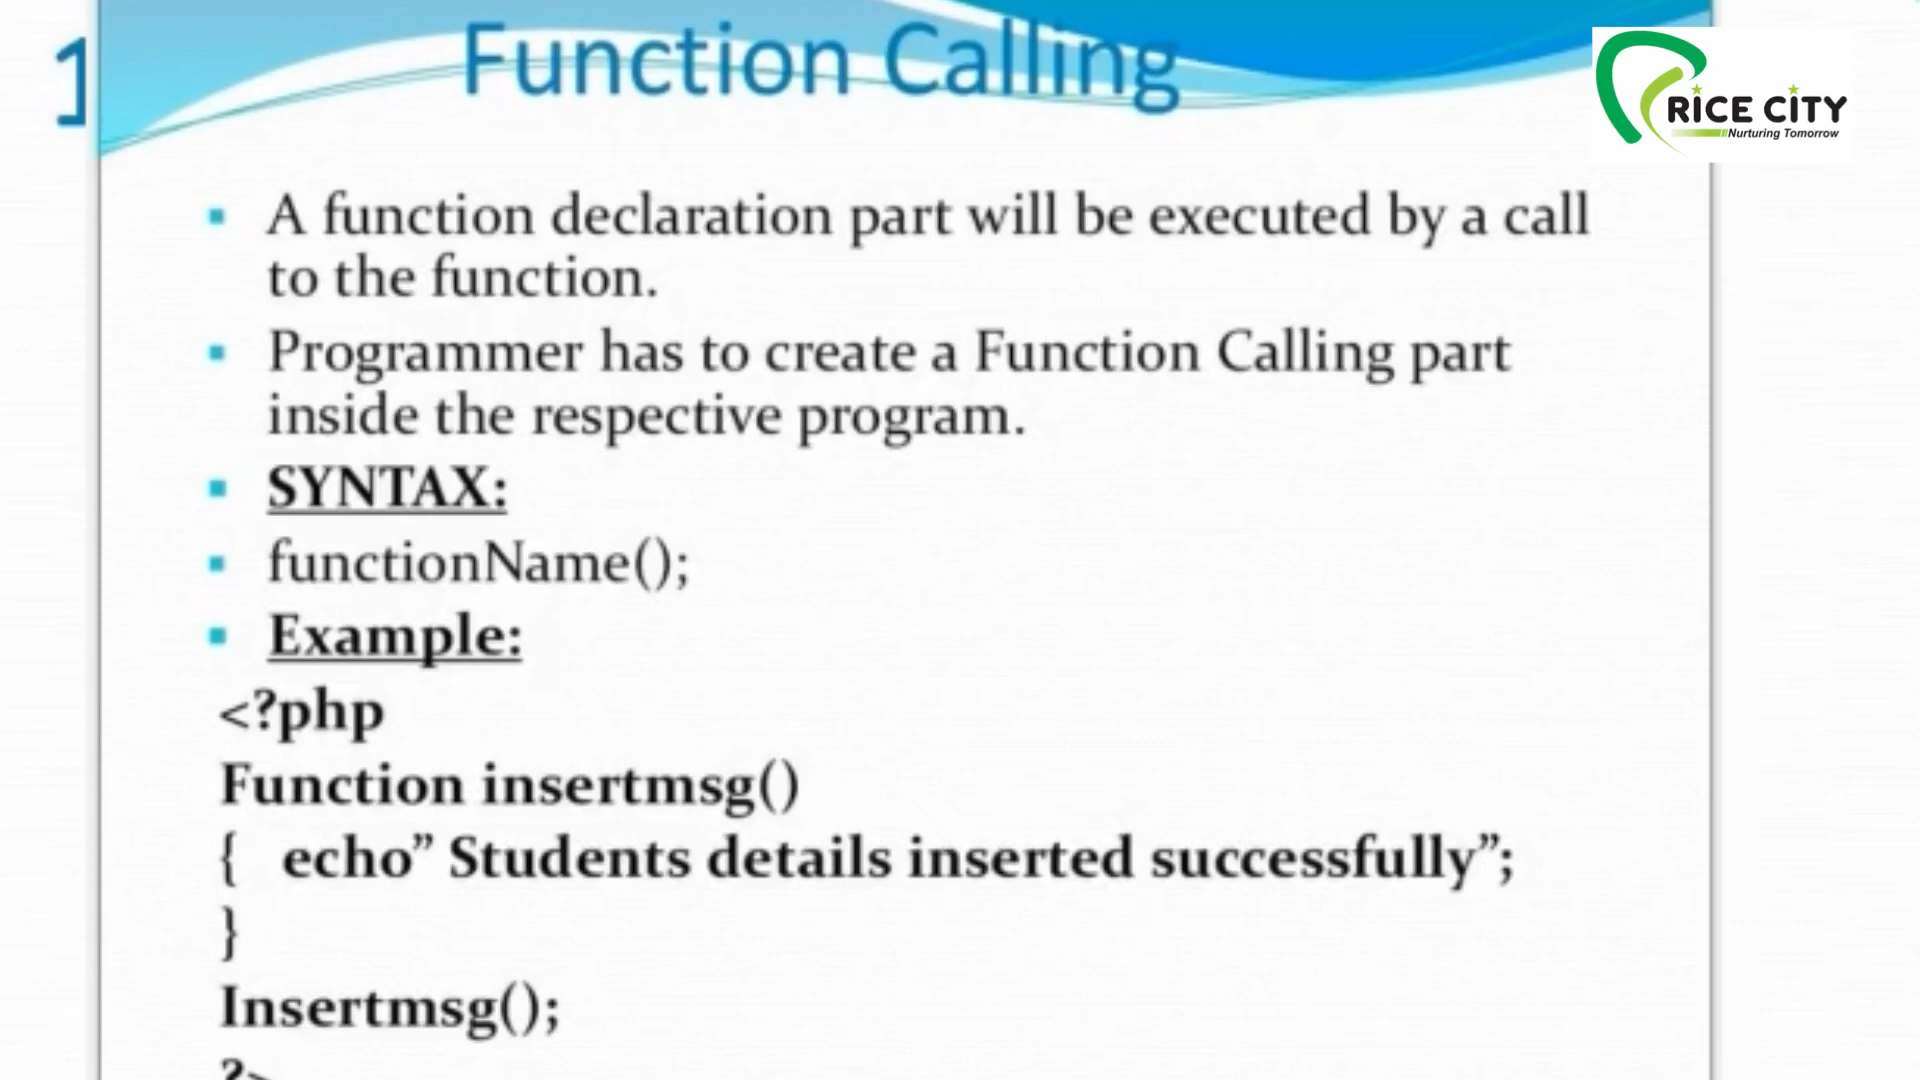 1
Function Calling
RICE CITY
Nurturing Tomorrow
▪ A function declaration part will be executed by a call
to the function.
▪ Programmer has to create a Function Calling part
inside the respective program.
▪ SYNTAX:
▪ functionName();
▪ Example:
<?php
Function insertmsg()
{ echo” Students details inserted successfully”;
}
Insertmsg();
?>